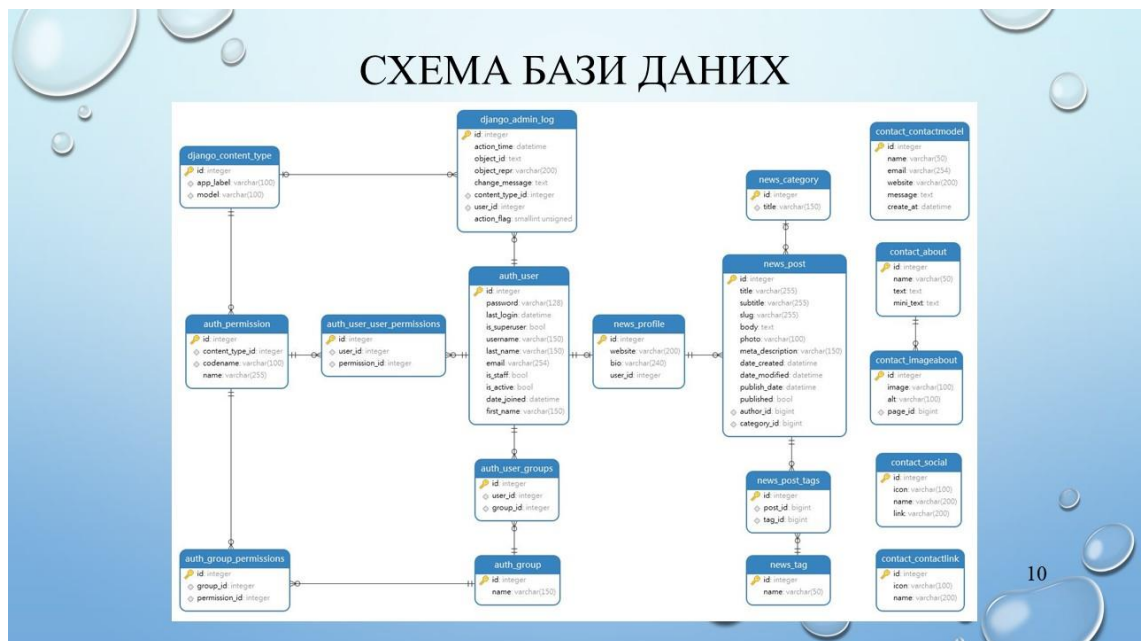 СХЕМА БАЗИ ДАНИХ
django_content_type
id: integer
app_label: varchar(100)
model: varchar(100)
django_admin_log
id: integer
action_time: datetime
object_id: text
object_repr: varchar(200)
change_message: text
content_type_id: integer
user_id: integer
action_flag: smallint unsigned
auth_permission
id: integer
content_type_id: integer
codename: varchar(100)
name: varchar(255)
auth_user_user_permissions
id: integer
user_id: integer
permission_id: integer
auth_user
id: integer
password: varchar(128)
last_login: datetime
is_superuser: bool
username: varchar(150)
last_name: varchar(150)
email: varchar(254)
is_staff: bool
is_active: bool
date_joined: datetime
first_name: varchar(150)
auth_user_groups
id: integer
user_id: integer
group_id: integer
auth_group_permissions
id: integer
group_id: integer
permission_id: integer
auth_group
id: integer
name: varchar(150)
news_profile
id: integer
website: varchar(200)
bio: varchar(240)
user_id: integer
news_category
id: integer
title: varchar(150)
news_post
id: integer
title: varchar(255)
subtitle: varchar(255)
slug: varchar(255)
body: text
photo: varchar(100)
meta_description: varchar(150)
date_created: datetime
date_modified: datetime
publish_date: datetime
published: bool
author_id: bigint
category_id: bigint
news_post_tags
id: integer
post_id: bigint
tag_id: bigint
news_tag
id: integer
name: varchar(50)
contact_contactmodel
id: integer
name: varchar(50)
email: varchar(254)
website: varchar(200)
message: text
create_at: datetime
contact_about
id: integer
name: varchar(50)
text: text
mini_text: text
contact_imageabout
id: integer
image: varchar(100)
alt: varchar(100)
page_id: bigint
contact_social
id: integer
icon: varchar(100)
name: varchar(200)
link: varchar(200)
contact_contactlink
id: integer
icon: varchar(100)
name: varchar(200)
10